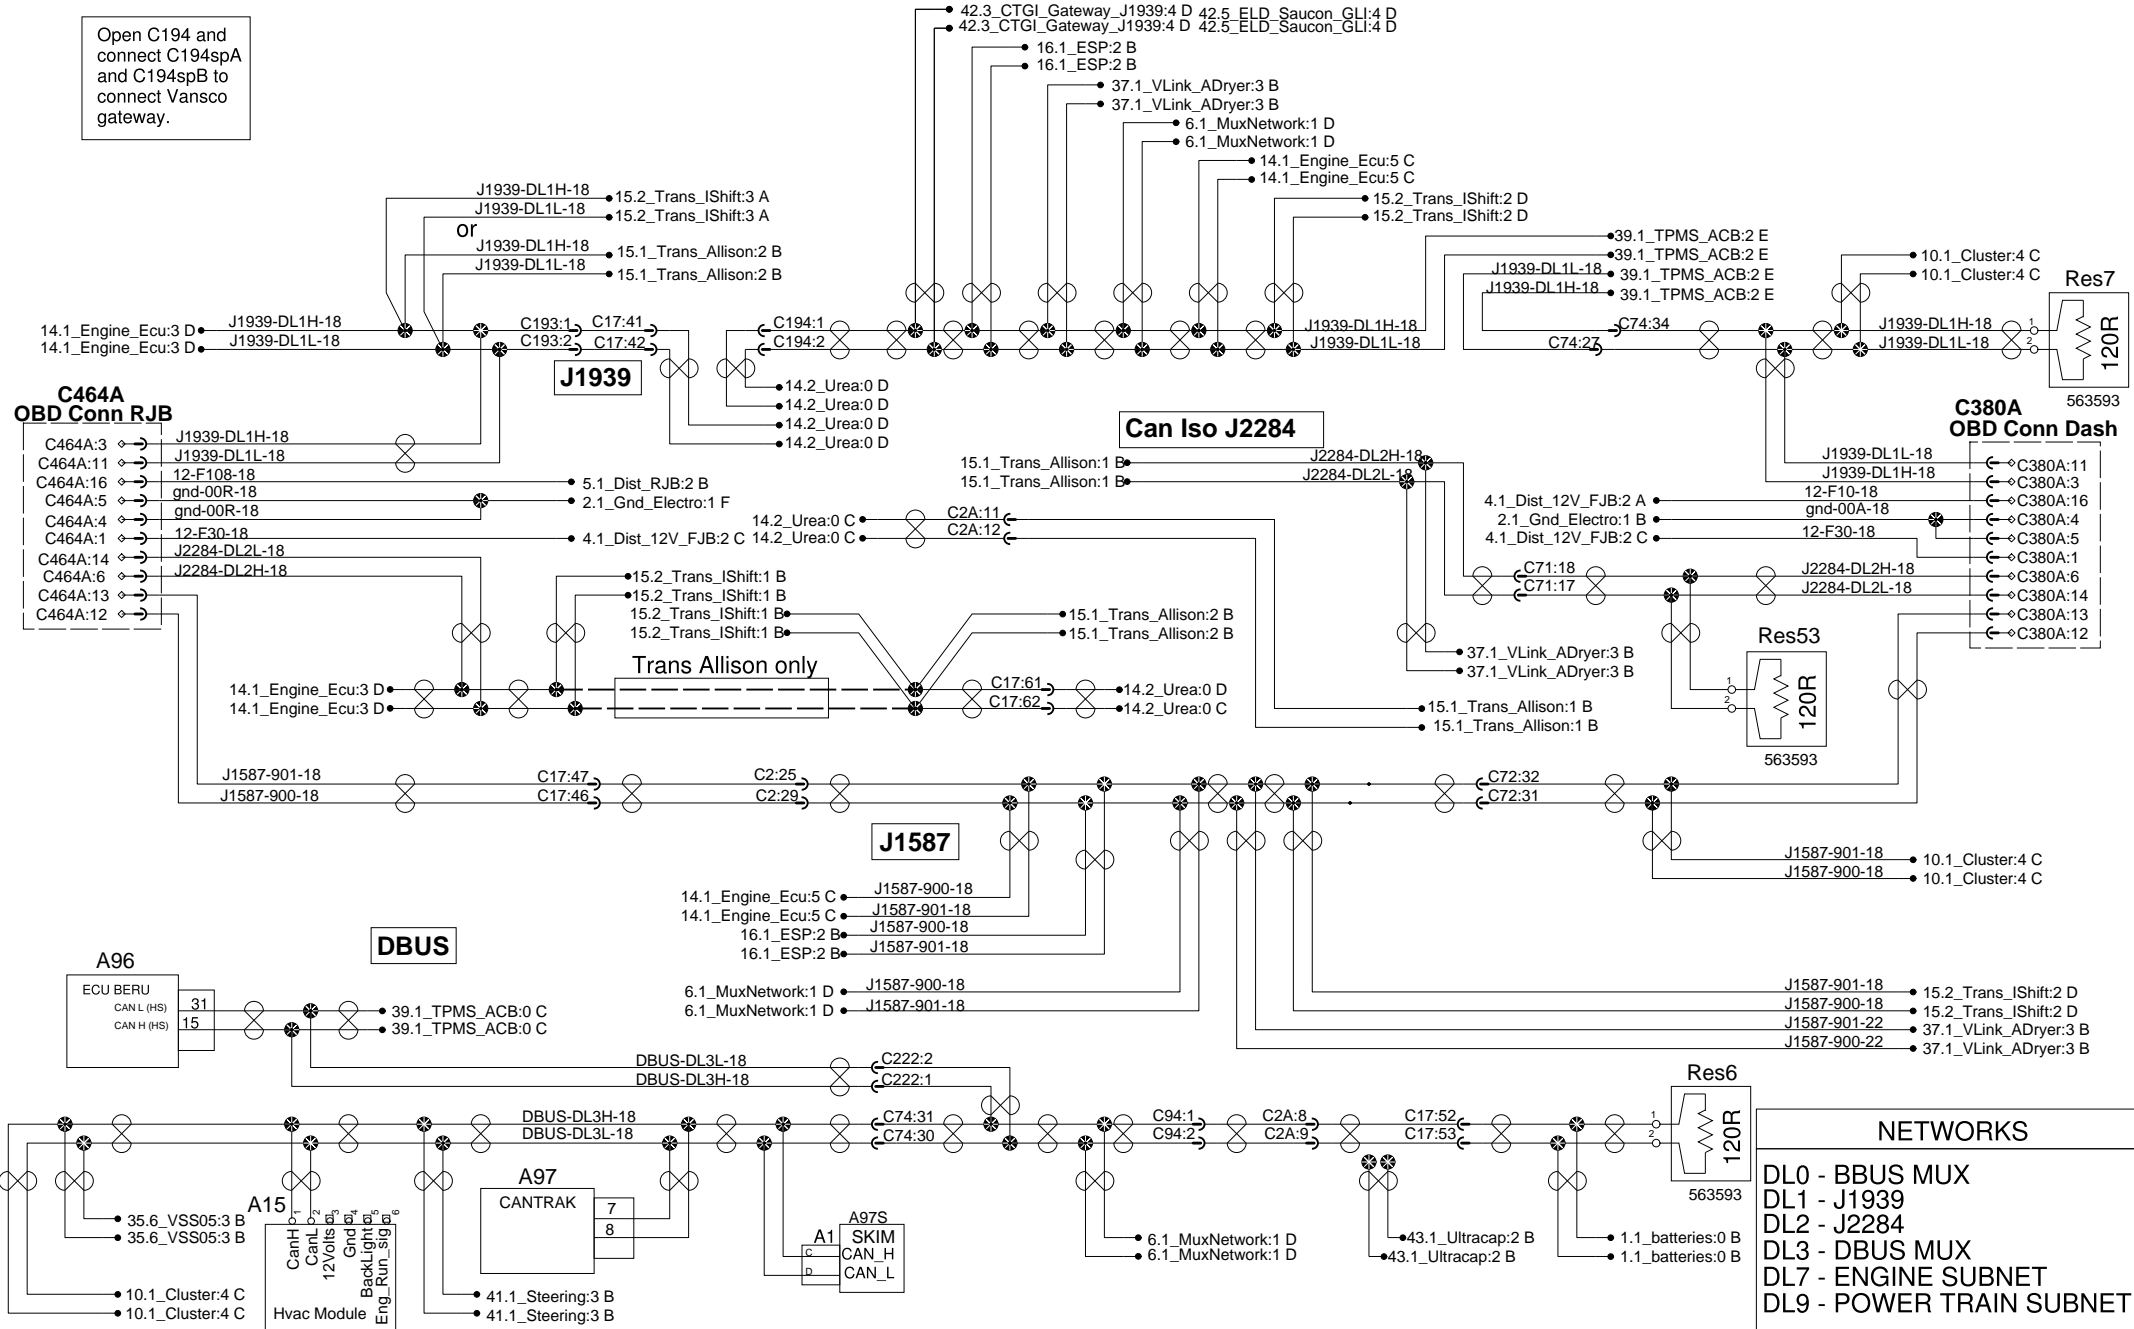 Open C194 and
connect C194spA
and C194spB to
connect Vansco
gateway.
42.3_CTGI_Gateway_J1939:4 D 42.5_ELD_Saucon_GLI:4 D
42.3_CTGI_Gateway_J1939:4 D 42.5_ELD_Saucon_GLI:4 D
16.1_ESP:2 B
16.1_ESP:2 B
37.1_VLink_ADryer:3 B
37.1_VLink_ADryer:3 B
6.1_MuxNetwork:1 D
6.1_MuxNetwork:1 D
14.1_Engine_Ecu:5 C
14.1_Engine_Ecu:5 C
15.2_Trans_IShift:2 D
15.2_Trans_IShift:2 D
J1939-DL1H-18 15.2_Trans_IShift:3 A
J1939-DL1L-18 15.2_Trans_IShift:3 A
or
J1939-DL1H-18 15.1_Trans_Allison:2 B
J1939-DL1L-18 15.1_Trans_Allison:2 B
39.1_TPMS_ACB:2 E
39.1_TPMS_ACB:2 E
J1939-DL1L-18 39.1_TPMS_ACB:2 E
J1939-DL1H-18 39.1_TPMS_ACB:2 E
10.1_Cluster:4 C
10.1_Cluster:4 C
Res7
14.1_Engine_Ecu:3 D J1939-DL1H-18 C193:1 C17:41 C194:1 J1939-DL1H-18 C74:34 J1939-DL1H-18 1
14.1_Engine_Ecu:3 D J1939-DL1L-18 C193:2 C17:42 C194:2 J1939-DL1L-18 C74:27 J1939-DL1L-18 2
120R
563593
J1939
14.2_Urea:0 D
14.2_Urea:0 D
14.2_Urea:0 D
14.2_Urea:0 D
C464A
OBD Conn RJB
C464A:3 J1939-DL1H-18
C464A:11 J1939-DL1L-18
C464A:16 12-F108-18 5.1_Dist_RJB:2 B
C464A:5 gnd-00R-18 2.1_Gnd_Electro:1 F
C464A:4 gnd-00R-18
C464A:1 12-F30-18 4.1_Dist_12V_FJB:2 C
C464A:14 J2284-DL2L-18
C464A:6 J2284-DL2H-18
C464A:13
C464A:12
Can Iso J2284
15.1_Trans_Allison:1 B J2284-DL2H-18
15.1_Trans_Allison:1 B J2284-DL2L-18
14.2_Urea:0 C C2A:11
14.2_Urea:0 C C2A:12
C380A
OBD Conn Dash
J1939-DL1L-18 C380A:11
J1939-DL1H-18 C380A:3
4.1_Dist_12V_FJB:2 A 12-F10-18 C380A:16
2.1_Gnd_Electro:1 B gnd-00A-18 C380A:4
4.1_Dist_12V_FJB:2 C C380A:5
12-F30-18 C380A:1
C71:18 J2284-DL2H-18 C380A:6
C71:17 J2284-DL2L-18 C380A:14
C380A:13
C380A:12
15.2_Trans_IShift:1 B
15.2_Trans_IShift:1 B
15.2_Trans_IShift:1 B
15.2_Trans_IShift:1 B
15.1_Trans_Allison:2 B
15.1_Trans_Allison:2 B
Trans Allison only
14.1_Engine_Ecu:3 D C17:61 14.2_Urea:0 D
14.1_Engine_Ecu:3 D C17:62 14.2_Urea:0 C
37.1_VLink_ADryer:3 B
37.1_VLink_ADryer:3 B
15.1_Trans_Allison:1 B
15.1_Trans_Allison:1 B
Res53
1
2
120R
563593
J1587-901-18 C17:47 C2:25 C72:32
J1587-900-18 C17:46 C2:29 C72:31
J1587
J1587-901-18 10.1_Cluster:4 C
J1587-900-18 10.1_Cluster:4 C
14.1_Engine_Ecu:5 C J1587-900-18
14.1_Engine_Ecu:5 C J1587-901-18
16.1_ESP:2 B J1587-900-18
16.1_ESP:2 B J1587-901-18
6.1_MuxNetwork:1 D J1587-900-18
6.1_MuxNetwork:1 D J1587-901-18
J1587-901-18 15.2_Trans_IShift:2 D
J1587-900-18 15.2_Trans_IShift:2 D
J1587-901-22 37.1_VLink_ADryer:3 B
J1587-900-22 37.1_VLink_ADryer:3 B
DBUS
A96
ECU BERU
CAN L (HS) 31
CAN H (HS) 15
39.1_TPMS_ACB:0 C
39.1_TPMS_ACB:0 C
DBUS-DL3L-18 C222:2
DBUS-DL3H-18 C222:1
DBUS-DL3H-18 C74:31 C94:1 C2A:8 C17:52 1
DBUS-DL3L-18 C74:30 C94:2 C2A:9 C17:53 2
Res6
120R
563593
35.6_VSS05:3 B
35.6_VSS05:3 B
10.1_Cluster:4 C
10.1_Cluster:4 C
A15
1 2 3 4 5 6
CanH
CanL
12Volts
Gnd
BackLight
Eng_Run_sig
Hvac Module
A97
CANTRAK
7
8
41.1_Steering:3 B
41.1_Steering:3 B
A97S
A1 SKIM
C CAN_H
D CAN_L
6.1_MuxNetwork:1 D
6.1_MuxNetwork:1 D
43.1_Ultracap:2 B
43.1_Ultracap:2 B
1.1_batteries:0 B
1.1_batteries:0 B
NETWORKS
DL0 - BBUS MUX
DL1 - J1939
DL2 - J2284
DL3 - DBUS MUX
DL7 - ENGINE SUBNET
DL9 - POWER TRAIN SUBNET